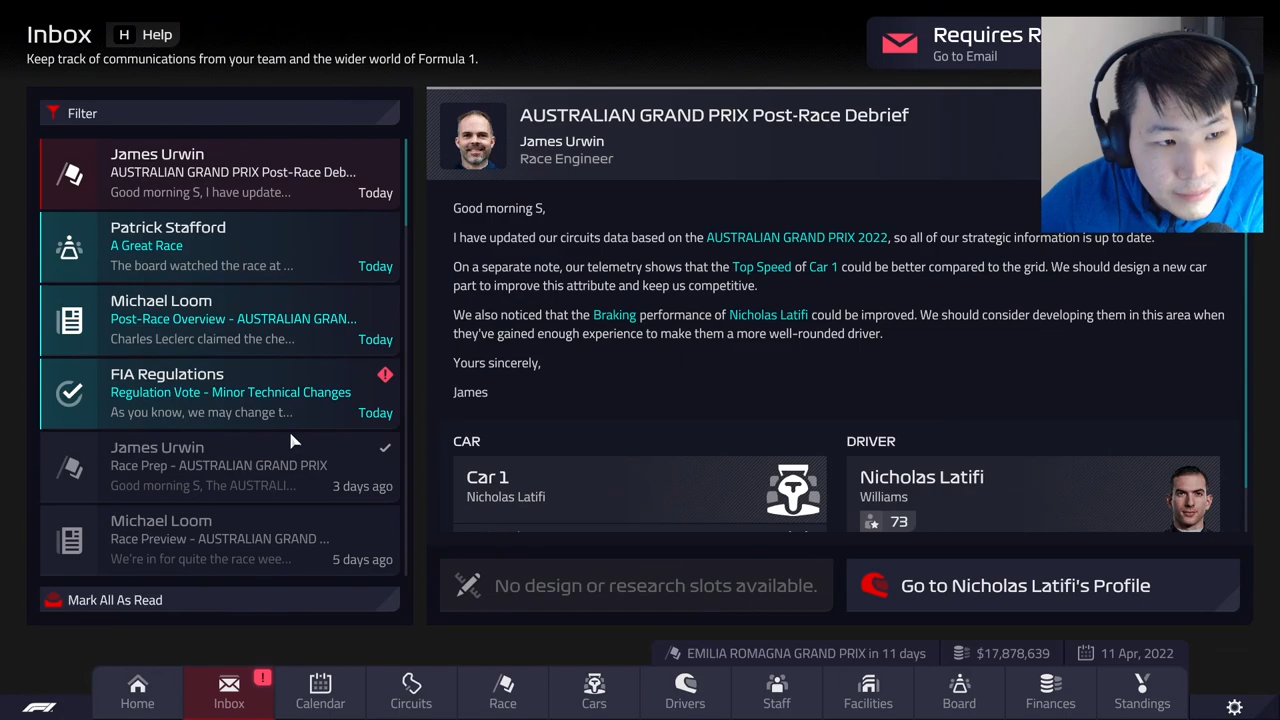 Inbox
H Help
Keep track of communications from your team and the wider world of Formula 1.
Requires R
Go to Email
Filter
James Urwin
AUSTRALIAN GRAND PRIX Post-Race Deb...
Good morning S, I have update...
Today
Patrick Stafford
A Great Race
The board watched the race at ...
Today
Michael Loom
Post-Race Overview - AUSTRALIAN GRAN...
Charles Leclerc claimed the che...
Today
FIA Regulations
Regulation Vote - Minor Technical Changes
As you know, we may change t...
Today
James Urwin
Race Prep - AUSTRALIAN GRAND PRIX
Good morning S, The AUSTRALI...
3 days ago
Michael Loom
Race Preview - AUSTRALIAN GRAND ...
We're in for quite the race wee...
5 days ago
Mark All As Read
AUSTRALIAN GRAND PRIX Post-Race Debrief
James Urwin
Race Engineer
Good morning S,
I have updated our circuits data based on the AUSTRALIAN GRAND PRIX 2022, so all of our strategic information is up to date.
On a separate note, our telemetry shows that the Top Speed of Car 1 could be better compared to the grid. We should design a new car
part to improve this attribute and keep us competitive.
We also noticed that the Braking performance of Nicholas Latifi could be improved. We should consider developing them in this area when
they've gained enough experience to make them a more well-rounded driver.
Yours sincerely,
James
CAR
Car 1
Nicholas Latifi
DRIVER
Nicholas Latifi
Williams
73
No design or research slots available.
Go to Nicholas Latifi's Profile
EMILIA ROMAGNA GRAND PRIX in 11 days
$17,878,639
11 Apr, 2022
Home
Inbox
!
Calendar
Circuits
Race
Cars
Drivers
Staff
Facilities
Board
Finances
Standings